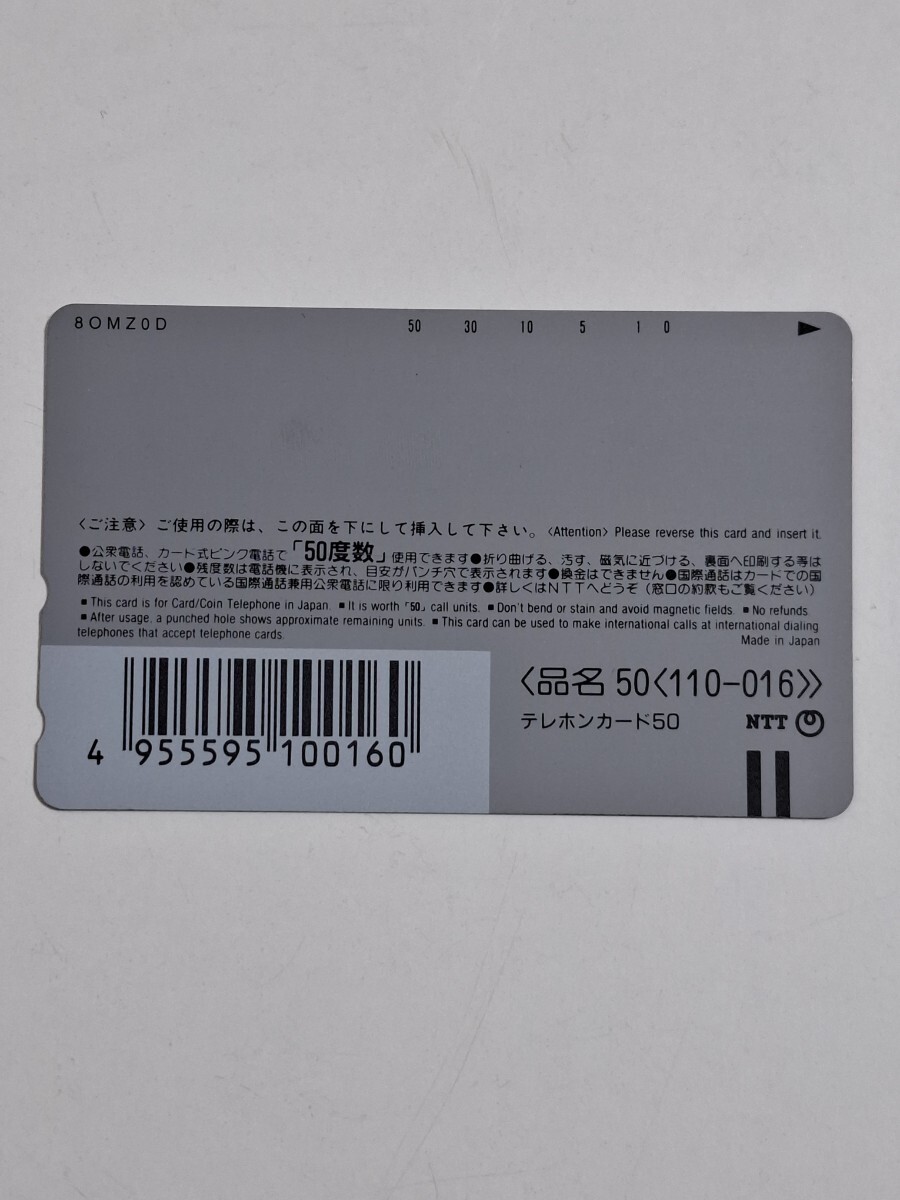 8OMZ0D 50 30 10 5 1 0 ▶
〈ご注意〉ご使用の際は、この面を下にして挿入して下さい。〈Attention〉Please reverse this card and insert it.
●公衆電話、カード式ピンク電話で「50度数」使用できます●折り曲げる、汚す、磁気に近づける、裏面へ印刷する等は
しないでください●残度数は電話機に表示され、目安がパンチ穴で表示されます●換金はできません●国際通話はカードでの国
際通話の利用を認めている国際通話兼用公衆電話に限り利用できます●詳しくはNTTへどうぞ（窓口の約款もご覧ください）
■ This card is for Card/Coin Telephone in Japan. ■ It is worth「50」call units. ■ Don't bend or stain and avoid magnetic fields. ■ No refunds.
■ After usage, a punched hole shows approximate remaining units. ■ This card can be used to make international calls at international dialing
telephones that accept telephone cards.
Made in Japan
〈品名 50〈110-016〉〉
テレホンカード50 NTT
4 955595 100160